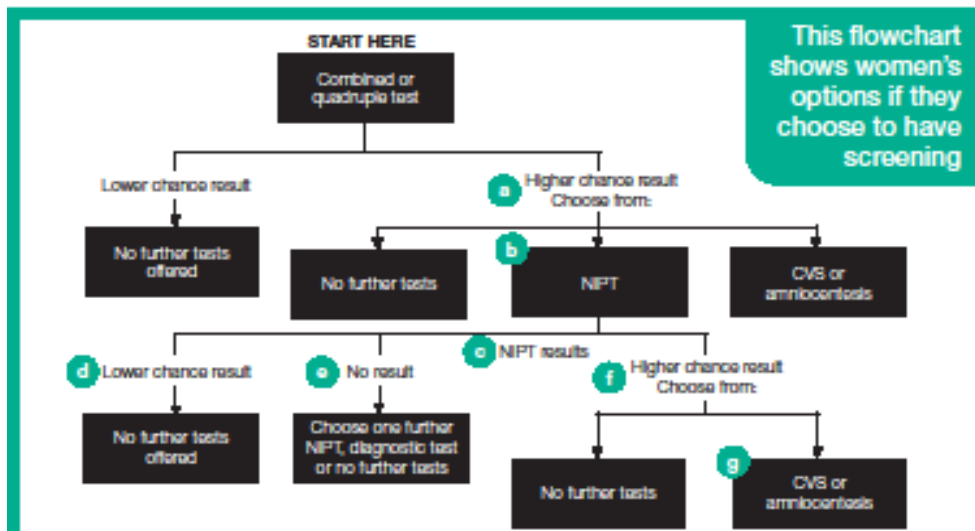 START HERE
Combined or
quadruple test
This flowchart
shows women's
options if they
choose to have
screening
Lower chance result
a
Higher chance result
Choose from:
No further tests
offered
No further tests
b
NIPT
CVS or
amniocentesis
c
NIPT results
d
Lower chance result
e
No result
f
Higher chance result
Choose from:
No further tests
offered
Choose one further
NIPT, diagnostic test
or no further tests
No further tests
g
CVS or
amniocentesis